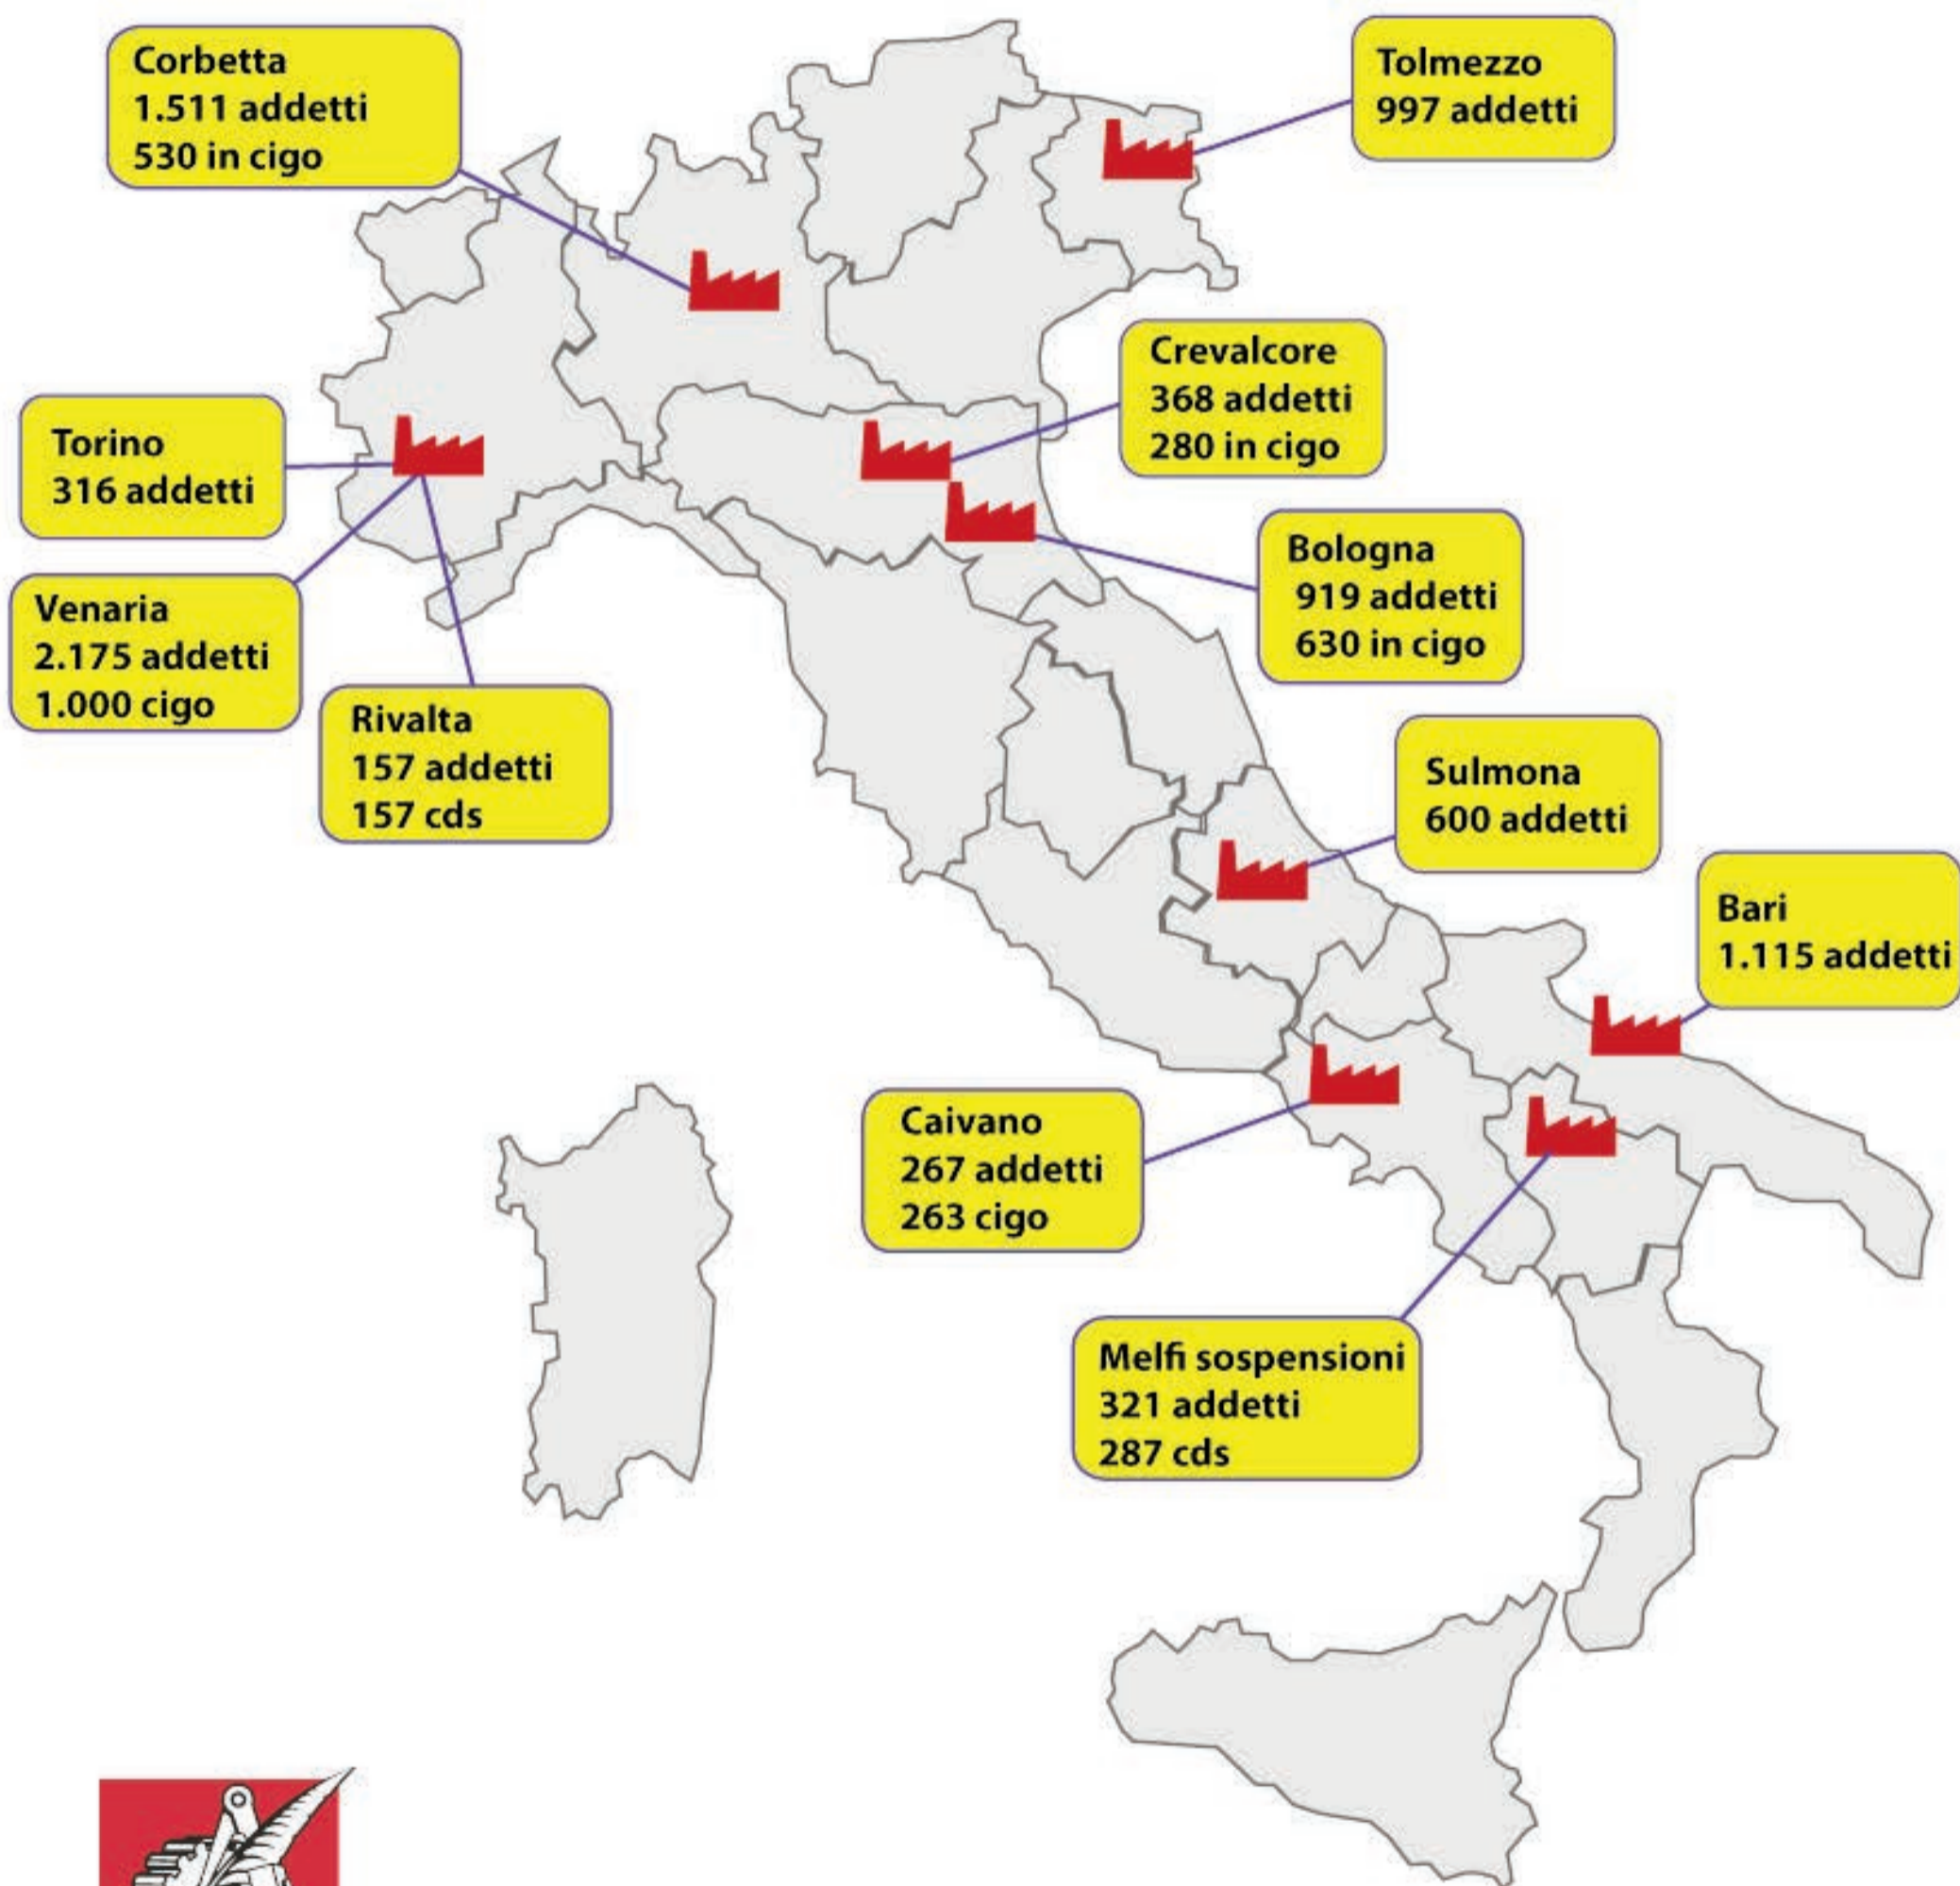 Corbetta
1.511 addetti
530 in cigo
Tolmezzo
997 addetti
Crevalcore
368 addetti
280 in cigo
Torino
316 addetti
Bologna
919 addetti
630 in cigo
Venaria
2.175 addetti
1.000 cigo
Rivalta
157 addetti
157 cds
Sulmona
600 addetti
Bari
1.115 addetti
Caivano
267 addetti
263 cigo
Melfi sospensioni
321 addetti
287 cds